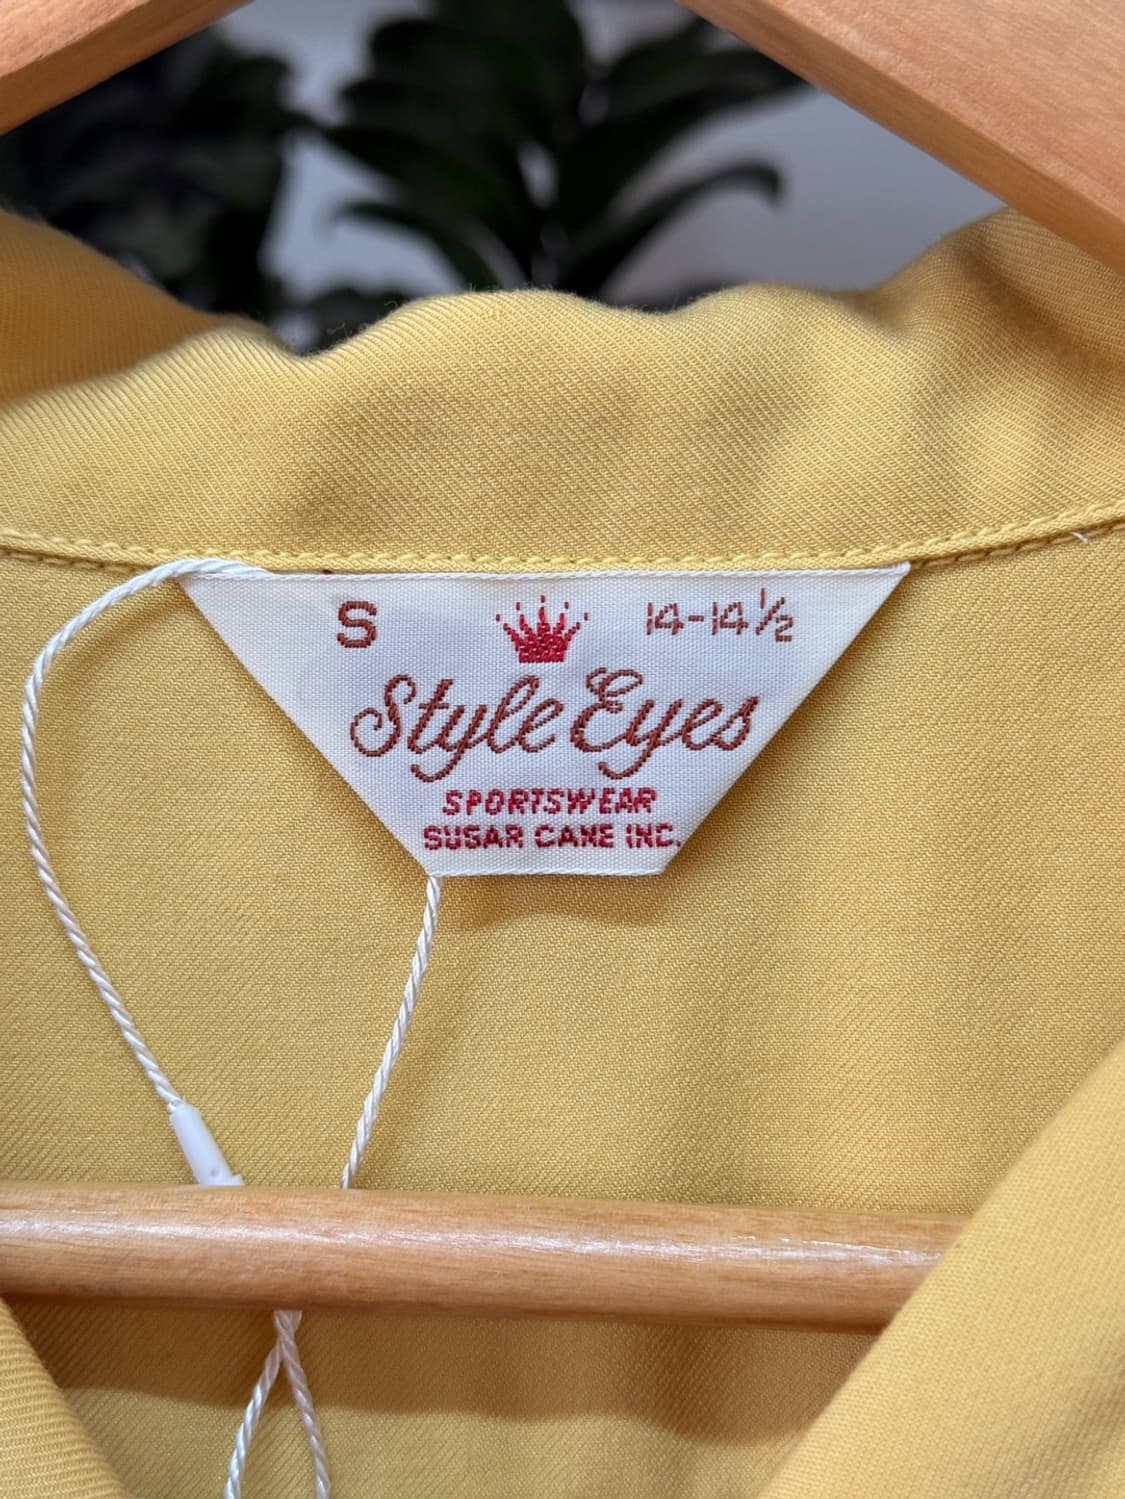 S 14-14½
Style Eyes
SPORTSWEAR
SUGAR CANE INC.